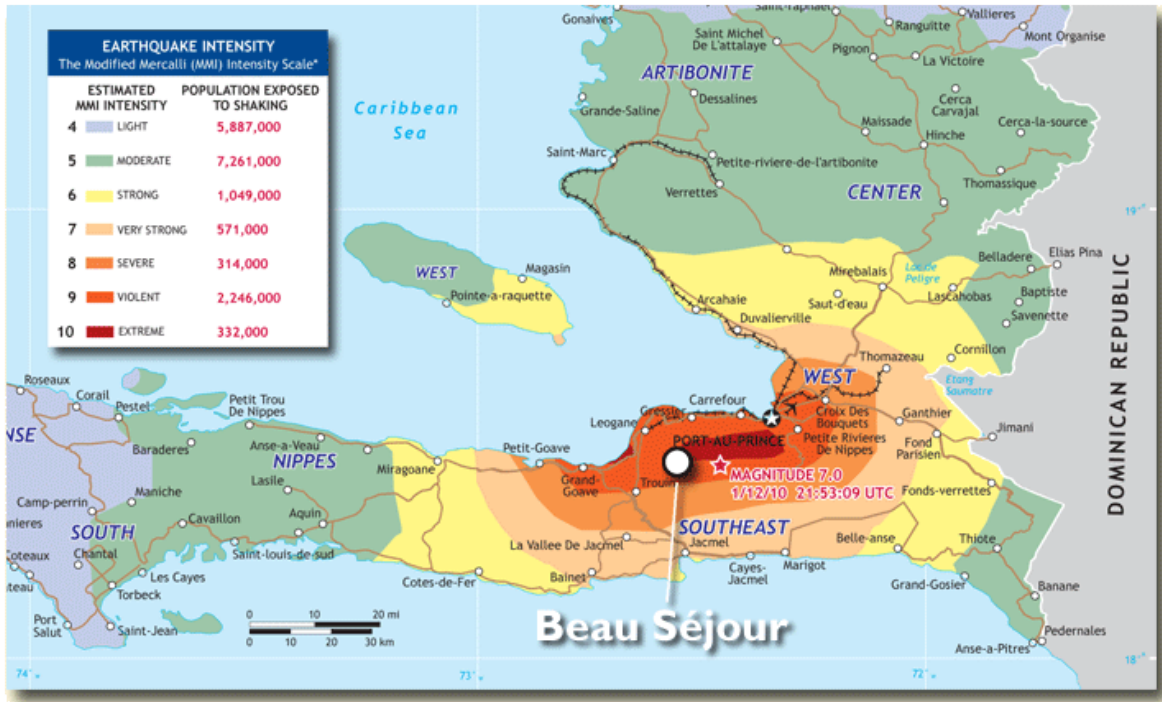 EARTHQUAKE INTENSITY
The Modified Mercalli (MMI) Intensity Scale*
ESTIMATED MMI INTENSITY
POPULATION EXPOSED TO SHAKING
4 LIGHT 5,887,000
5 MODERATE 7,261,000
6 STRONG 1,049,000
7 VERY STRONG 571,000
8 SEVERE 314,000
9 VIOLENT 2,246,000
10 EXTREME 332,000
Gonaives
Saint-raphael
Vallieres
Ranguitte
Mont Organise
Saint Michel
De L'attalaye
Pignon
La Victoire
ARTIBONITE
Caribbean
Sea
Dessalines
Grande-Saline
Cerca
Carvajal
Maissade
Cerca-la-source
Hinche
Saint-Marc
Petite-riviere-de-l'artibonite
Verrettes
CENTER
Thomassique
19°
WEST
Magasin
Pointe-a-raquette
Mirebalais
Lac de
Peligre
Belladere
Elias Pina
Lascahobas
Baptiste
Saut-d'eau
Savenette
Arcahaie
Duvalierville
DOMINICAN REPUBLIC
Cornillon
Thomazeau
WEST
Etang
Saumatre
Roseaux
Corail
Pestel
Petit Trou
De Nippes
Carrefour
Gressier
Leogane
Croix Des
Bouquets
Ganthier
Jimani
NSE
Baraderes
Anse-a-Veau
NIPPES
Miragoane
Petit-Goave
PORT-AU-PRINCE
Petite Rivieres
De Nippes
Fond
Parisien
Lasile
Grand-
Goave
Trouin
MAGNITUDE 7.0
1/12/10 21:53:09 UTC
Fonds-verrettes
Camp-perrin
Maniche
nnieres
SOUTH
Cavaillon
Aquin
SOUTHEAST
Coteaux
Chantal
Saint-louis-de-sud
La Vallee De Jacmel
Jacmel
Belle-anse
Thiote
teau
Les Cayes
Torbeck
Cotes-de-Fer
Bainet
Cayes-
Jacmel
Marigot
Grand-Gosier
Banane
Port
Salut
Saint-Jean
0 10 20 mi
0 10 20 30 km
Beau Séjour
Pedernales
Anse-a-Pitres
18°
74°
73°
72°